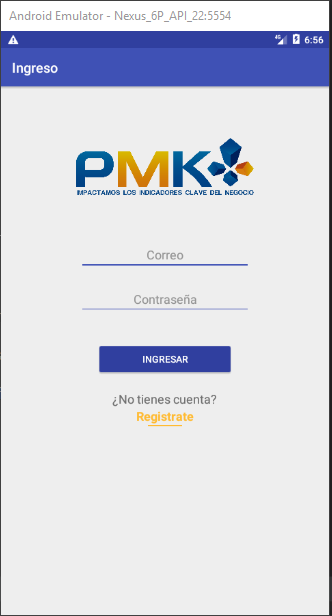 Android Emulator - Nexus_6P_API_22:5554
4G 6:56
Ingreso
PMK
IMPACTAMOS LOS INDICADORES CLAVE DEL NEGOCIO
Correo
Contraseña
INGRESAR
¿No tienes cuenta?
Registrate